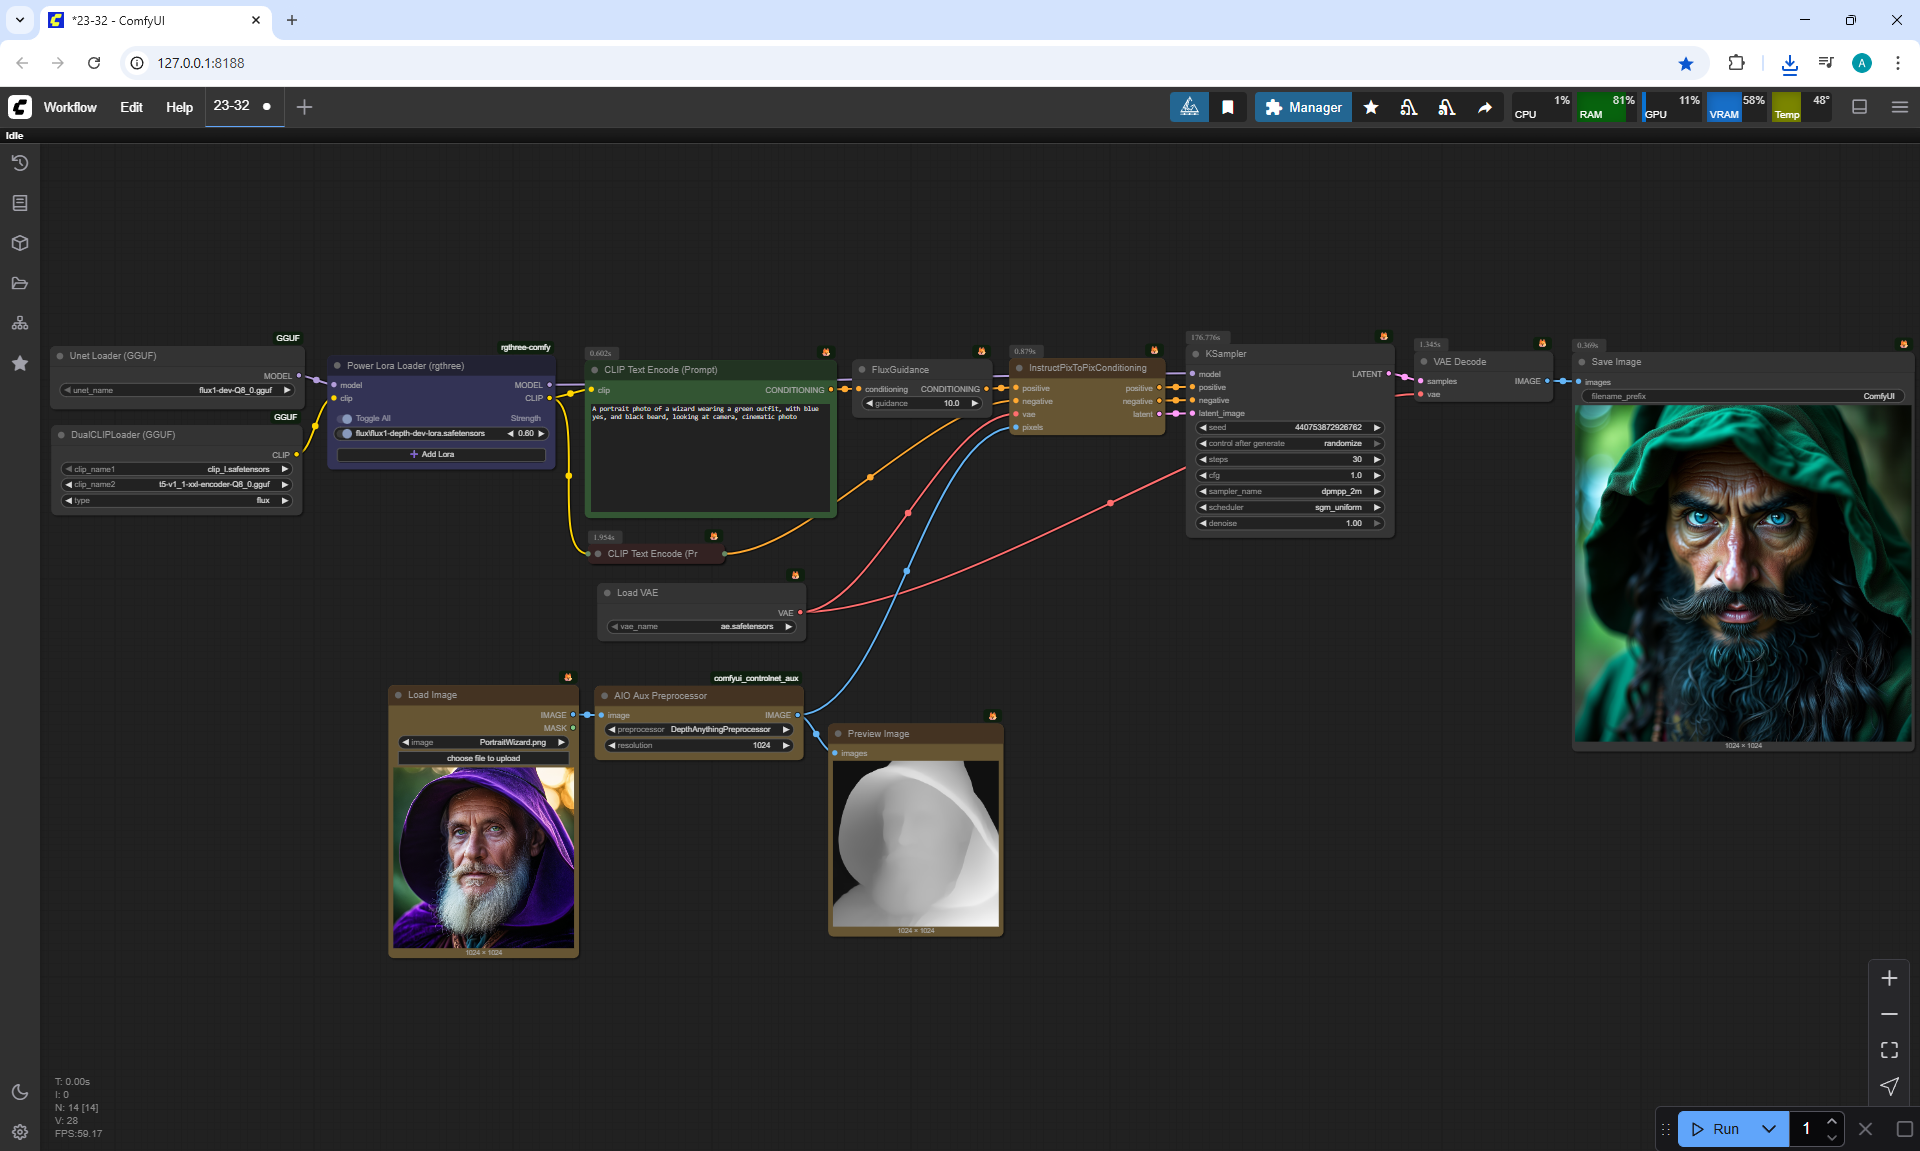 *23-32 - ComfyUI
127.0.0.1:8188
A
Workflow
Edit
Help
23-32
Manager
CPU 1%
RAM 81%
GPU 11%
VRAM 58%
Temp 48°
Idle
GGUF
Unet Loader (GGUF)
MODEL
unet_name flux1-dev-Q8_0.gguf
GGUF
DualCLIPLoader (GGUF)
CLIP
clip_name1 clip_l.safetensors
clip_name2 t5-v1_1-xxl-encoder-Q8_0.gguf
type flux
rgthree-comfy
Power Lora Loader (rgthree)
model MODEL
clip CLIP
Toggle All Strength
flux\flux1-depth-dev-lora.safetensors 0.60
+ Add Lora
0.602s
CLIP Text Encode (Prompt)
clip CONDITIONING
A portrait photo of a wizard wearing a green outfit, with blue
yes, and black beard, looking at camera, cinematic photo
1.954s
CLIP Text Encode (Pr
FluxGuidance
conditioning CONDITIONING
guidance 10.0
0.879s
InstructPixToPixConditioning
positive positive
negative negative
vae latent
pixels
176.776s
KSampler
model LATENT
positive
negative
latent_image
seed 440753872926762
control after generate randomize
steps 30
cfg 1.0
sampler_name dpmpp_2m
scheduler sgm_uniform
denoise 1.00
1.345s
VAE Decode
samples IMAGE
vae
0.369s
Save Image
images
filename_prefix ComfyUI
1024 × 1024
Load VAE
VAE
vae_name ae.safetensors
Load Image
IMAGE
MASK
image PortraitWizard.png
choose file to upload
1024 × 1024
comfyui_controlnet_aux
AIO Aux Preprocessor
image IMAGE
preprocessor DepthAnythingPreprocessor
resolution 1024
Preview Image
images
1024 × 1024
T: 0.00s
I: 0
N: 14 [14]
V: 28
FPS:59.17
Run
1